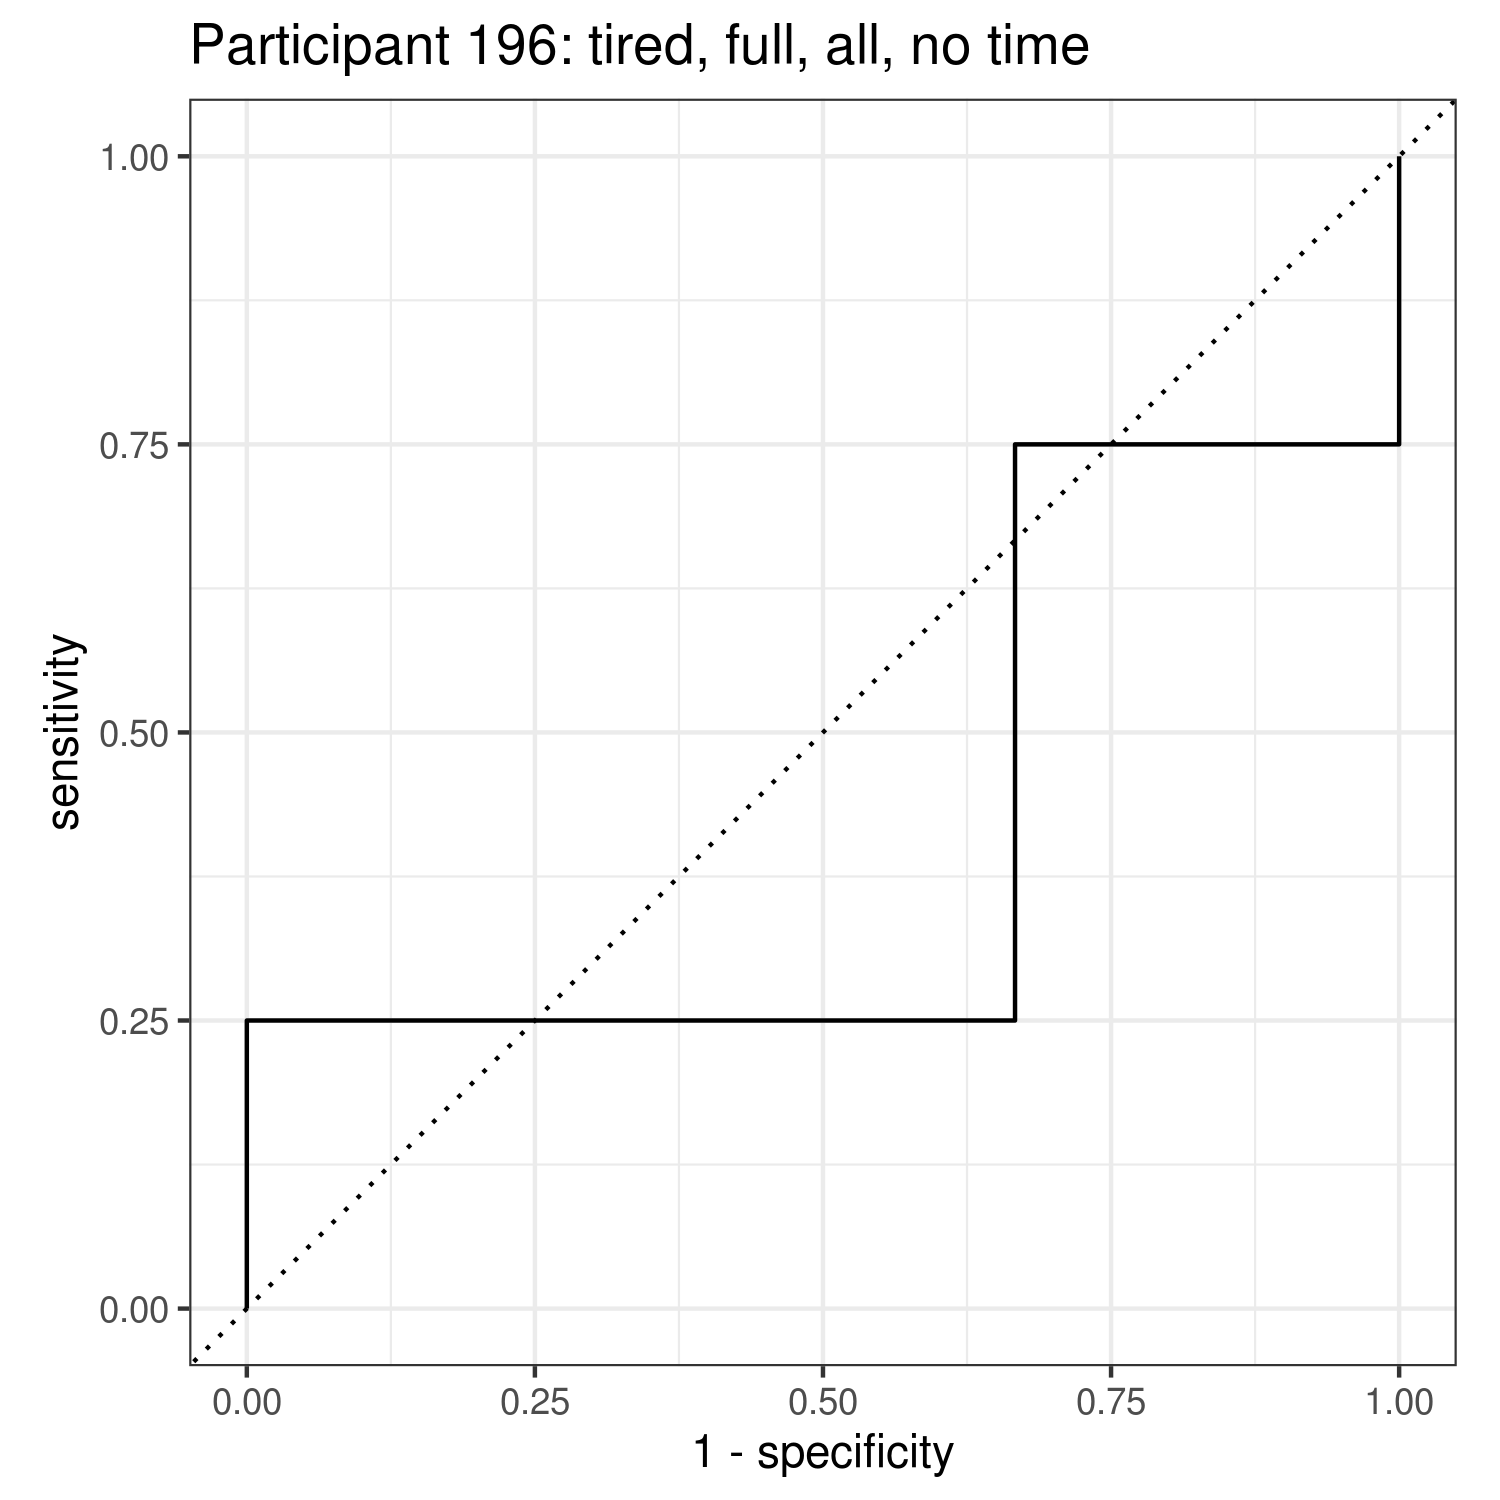 Participant 196: tired, full, all, no time
1.00
0.75
0.50
0.25
0.00
sensitivity
0.00 0.25 0.50 0.75 1.00
1 - specificity